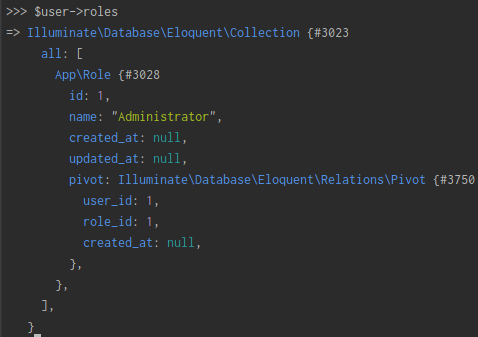 >>> $user->roles
=> Illuminate\Database\Eloquent\Collection {#3023
all: [
App\Role {#3028
id: 1,
name: "Administrator",
created_at: null,
updated_at: null,
pivot: Illuminate\Database\Eloquent\Relations\Pivot {#3750
user_id: 1,
role_id: 1,
created_at: null,
},
},
],
}